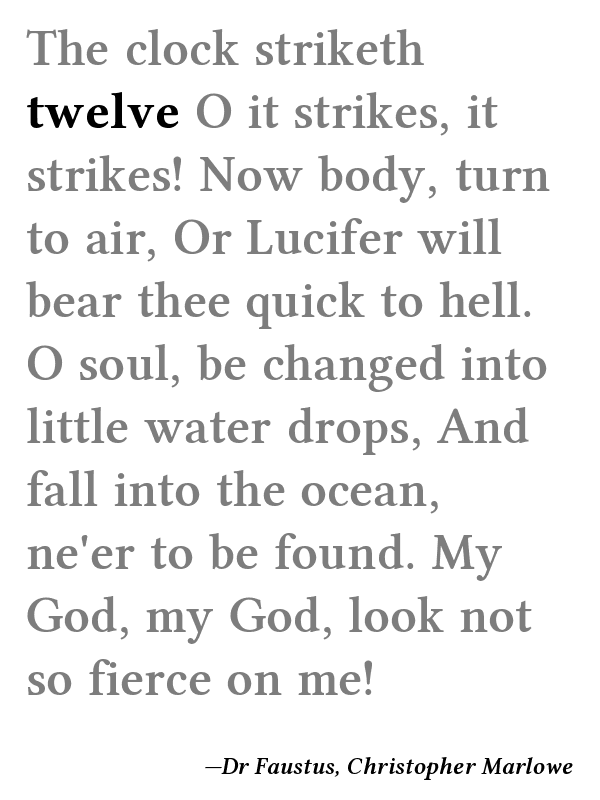 The clock striketh
twelve O it strikes, it
strikes! Now body, turn
to air, Or Lucifer will
bear thee quick to hell.
O soul, be changed into
little water drops, And
fall into the ocean,
ne'er to be found. My
God, my God, look not
so fierce on me!
—Dr Faustus, Christopher Marlowe